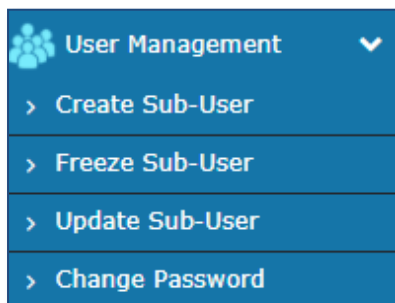 User Management
Create Sub-User
Freeze Sub-User
Update Sub-User
Change Password